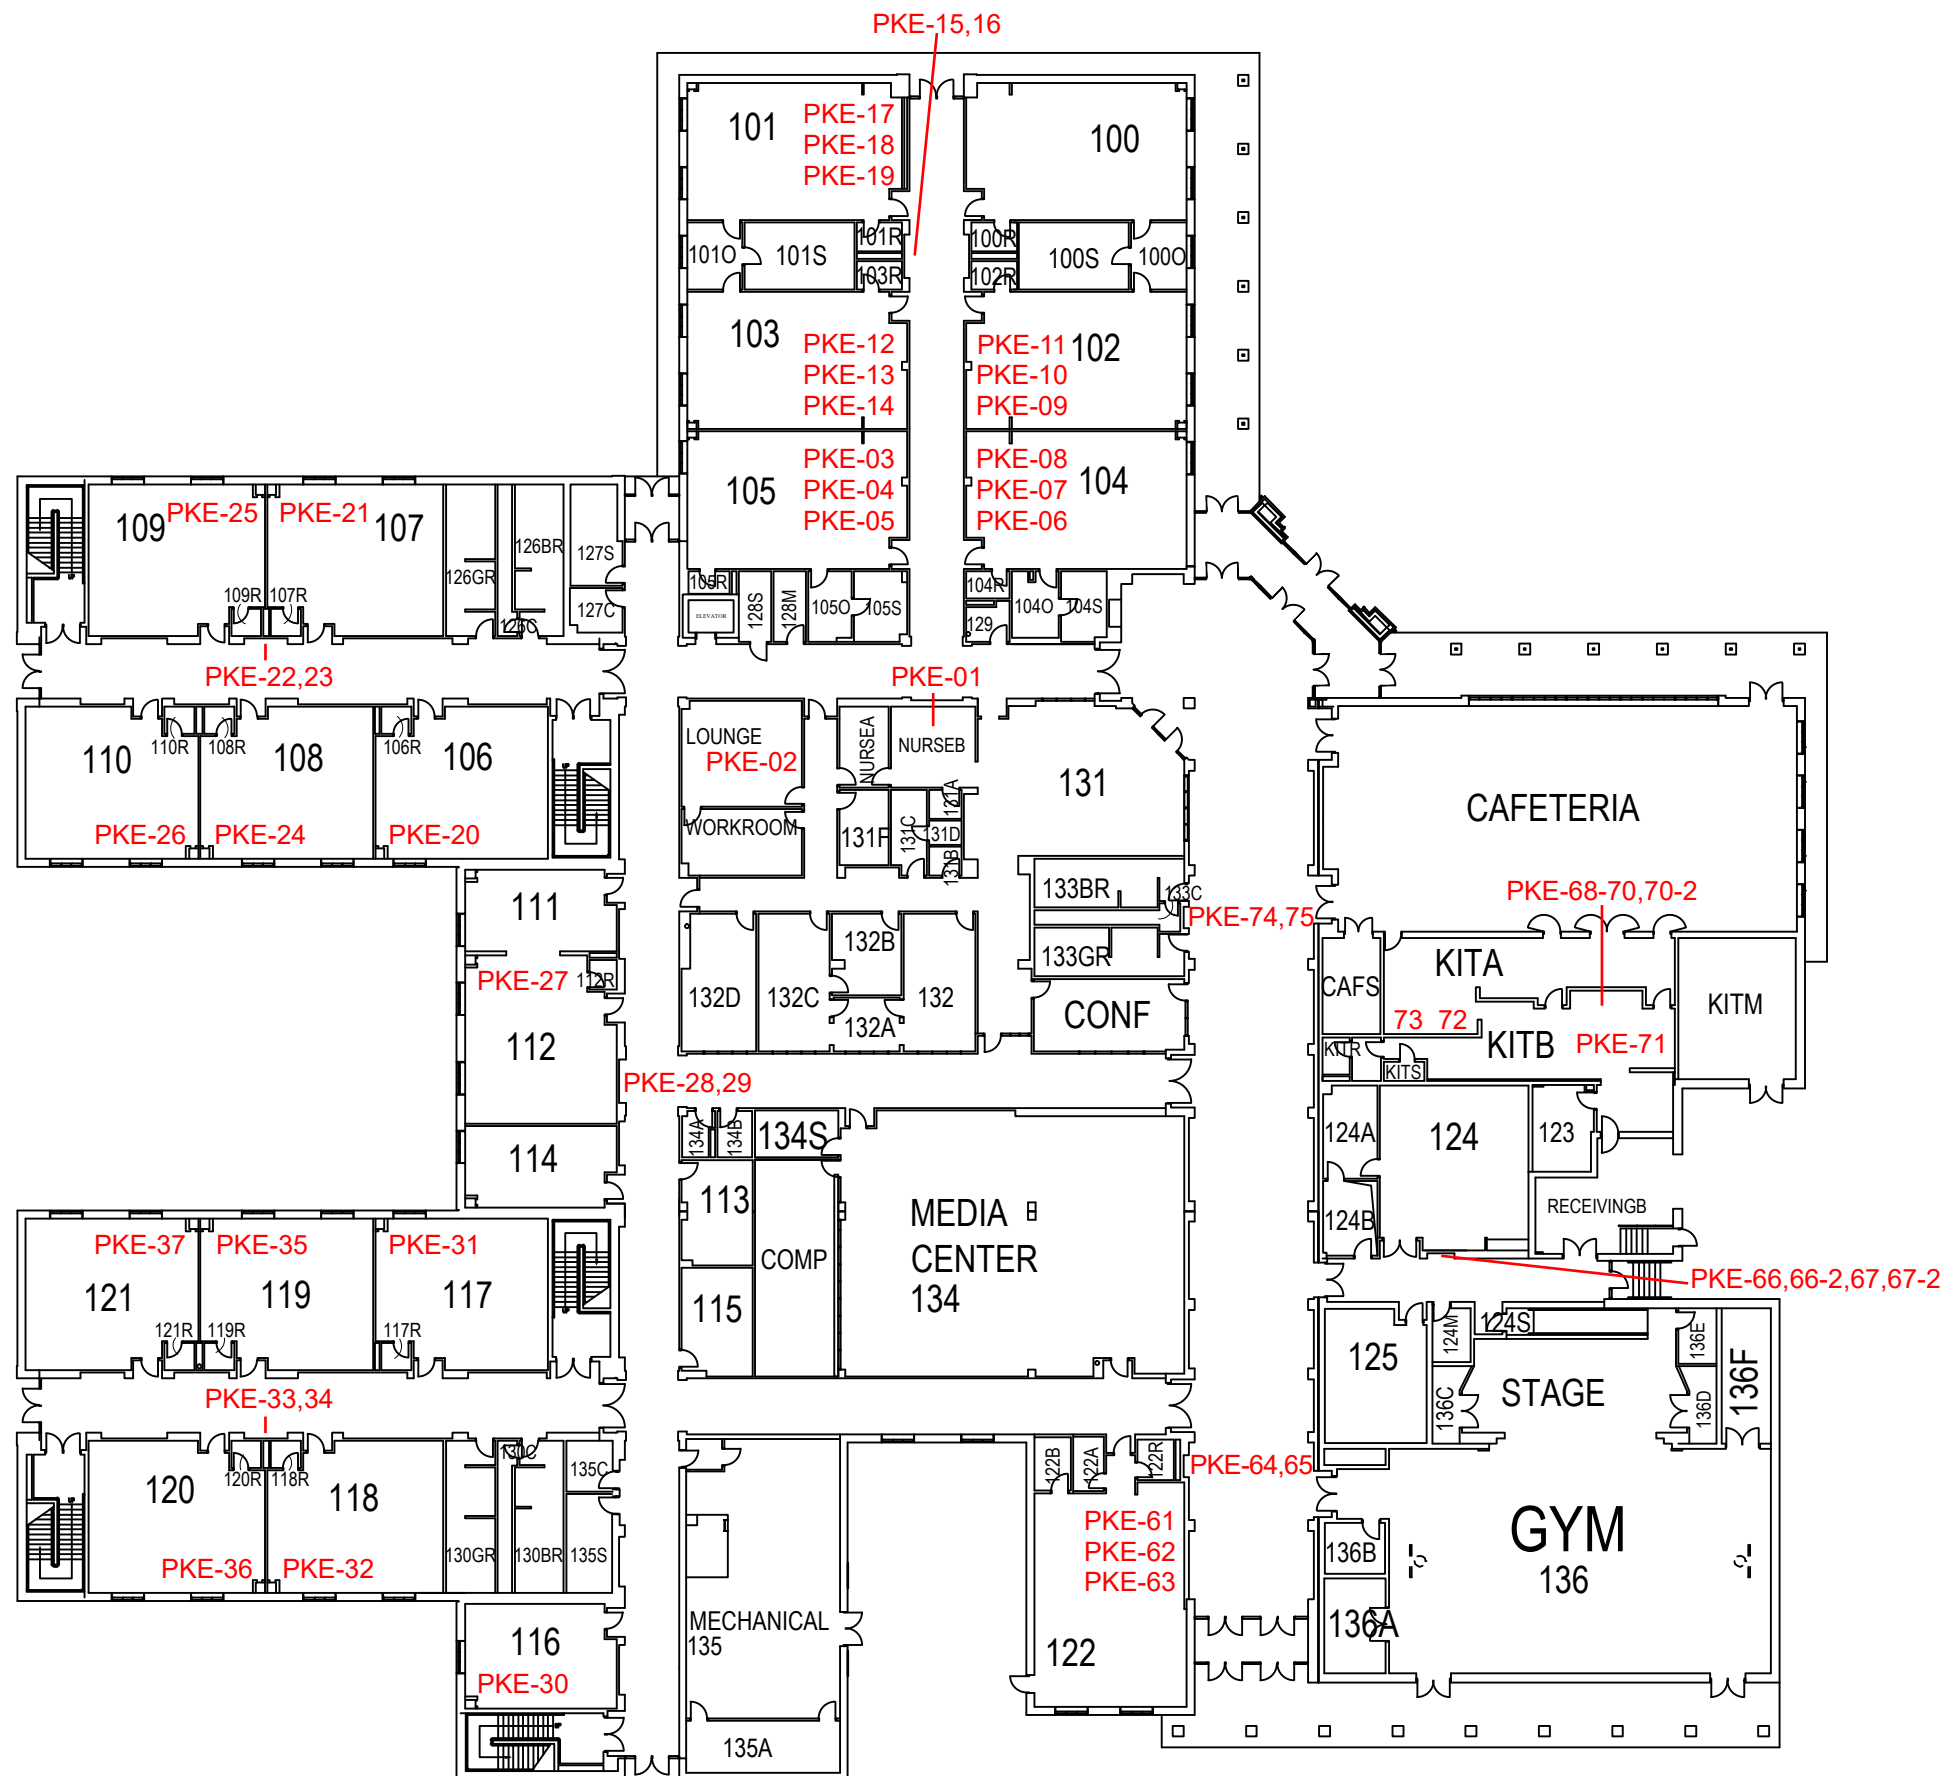 PKE-15,16
101
PKE-17
PKE-18
PKE-19
100
101O
101S
101R
103R
100R
102R
100S
100O
103
PKE-12
PKE-13
PKE-14
PKE-11
PKE-10
PKE-09
102
105
PKE-03
PKE-04
PKE-05
PKE-08
PKE-07
PKE-06
104
109
PKE-25
PKE-21
107
126GR
126BR
127S
127C
126C
109R
107R
105R
ELEVATOR
128S
128M
105O
105S
104R
129
104O
104S
UP
PKE-22,23
PKE-01
110
110R
108R
108
106R
106
PKE-26
PKE-24
PKE-20
UP
LOUNGE
PKE-02
WORKROOM
NURSEA
NURSEB
131
131A
131C
131D
131F
131B
CAFETERIA
111
133BR
133C
PKE-74,75
PKE-68-70,70-2
PKE-27
112R
112
132D
132C
132B
132A
132
133GR
CONF
CAFS
KITA
KITM
73 72
KITB
PKE-71
KITR
KITS
PKE-28,29
134A
134B
134S
114
113
COMP
115
MEDIA
CENTER
134
124A
124
123
124B
RECEIVINGB
PKE-66,66-2,67,67-2
PKE-37
PKE-35
PKE-31
121
119
117
121R
119R
117R
UP
125
124M
124S
136E
136F
136C
STAGE
136D
PKE-33,34
120
120R
118R
118
130C
135C
130GR
130BR
135S
PKE-36
PKE-32
UP
122B
122A
122R
PKE-64,65
PKE-61
PKE-62
PKE-63
122
GYM
136
136B
136A
116
PKE-30
MECHANICAL
135
135A
UP